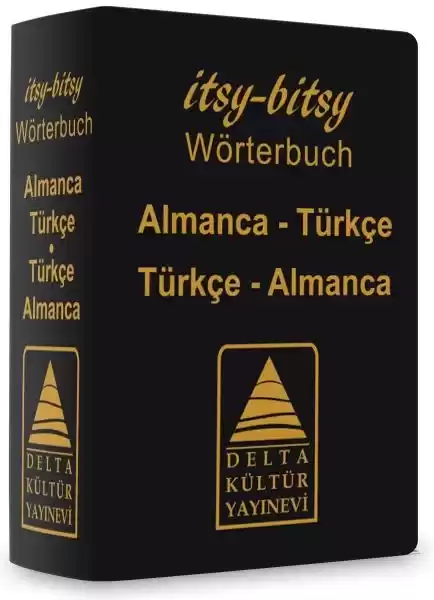 itsy-bitsy
Wörterbuch
Almanca
Türkçe
•
Türkçe
Almanca
DELTA
KÜLTÜR
YAYINEVİ
itsy-bitsy
Wörterbuch
Almanca - Türkçe
Türkçe - Almanca
DELTA
KÜLTÜR
YAYINEVİ